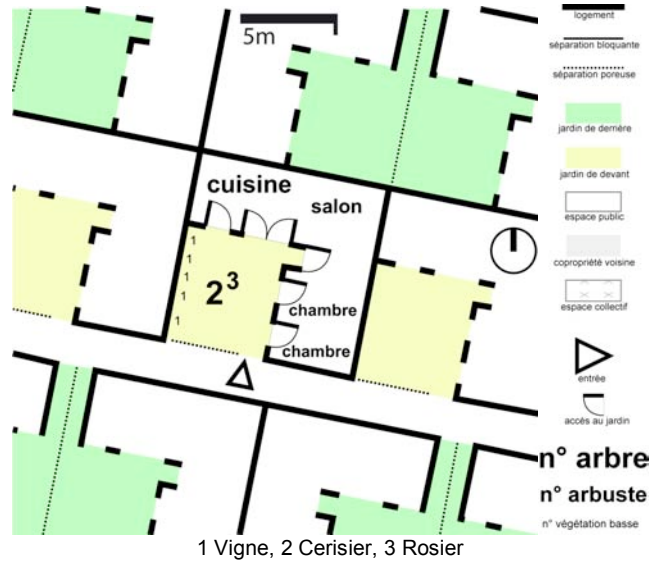 5m
cuisine
salon
1
1
1
1
1
2 3
chambre
chambre
logement
séparation bloquante
séparation poreuse
jardin de derrière
jardin de devant
espace public
copropriété voisine
espace collectif
entrée
accès au jardin
n° arbre
n° arbuste
n° végétation basse
1 Vigne, 2 Cerisier, 3 Rosier